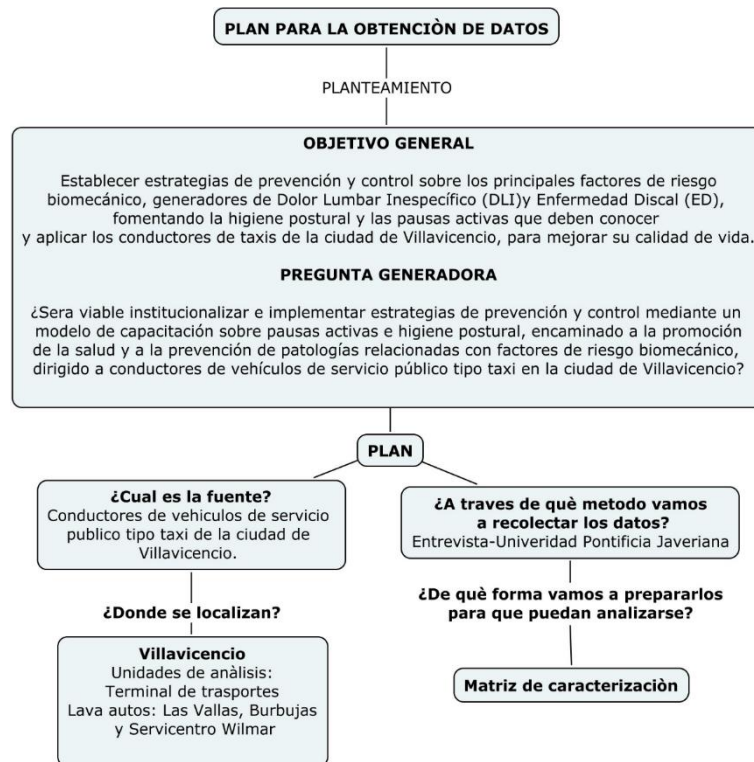 PLAN PARA LA OBTENCIÒN DE DATOS
PLANTEAMIENTO
OBJETIVO GENERAL
Establecer estrategias de prevención y control sobre los principales factores de riesgo
biomecánico, generadores de Dolor Lumbar Inespecífico (DLI)y Enfermedad Discal (ED),
fomentando la higiene postural y las pausas activas que deben conocer
y aplicar los conductores de taxis de la ciudad de Villavicencio, para mejorar su calidad de vida.
PREGUNTA GENERADORA
¿Sera viable institucionalizar e implementar estrategias de prevención y control mediante un
modelo de capacitación sobre pausas activas e higiene postural, encaminado a la promoción
de la salud y a la prevención de patologías relacionadas con factores de riesgo biomecánico,
dirigido a conductores de vehículos de servicio público tipo taxi en la ciudad de Villavicencio?
PLAN
¿Cual es la fuente?
Conductores de vehiculos de servicio
publico tipo taxi de la ciudad de
Villavicencio.
¿Donde se localizan?
Villavicencio
Unidades de anàlisis:
Terminal de trasportes
Lava autos: Las Vallas, Burbujas
y Servicentro Wilmar
¿A traves de què metodo vamos
a recolectar los datos?
Entrevista-Univeridad Pontificia Javeriana
¿De què forma vamos a prepararlos
para que puedan analizarse?
Matriz de caracterizaciòn